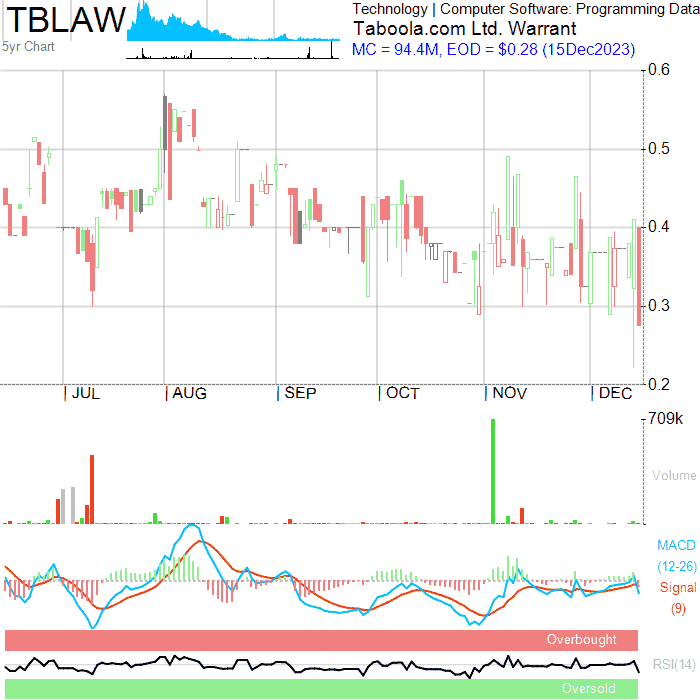 TBLAW
5yr Chart
Technology | Computer Software: Programming Data
Taboola.com Ltd. Warrant
MC = 94.4M, EOD = $0.28 (15Dec2023)
0.6
0.5
0.4
0.3
0.2
JUL AUG SEP OCT NOV DEC
709k
Volume
MACD
(12-26)
Signal
(9)
Overbought
RSI(14)
Oversold